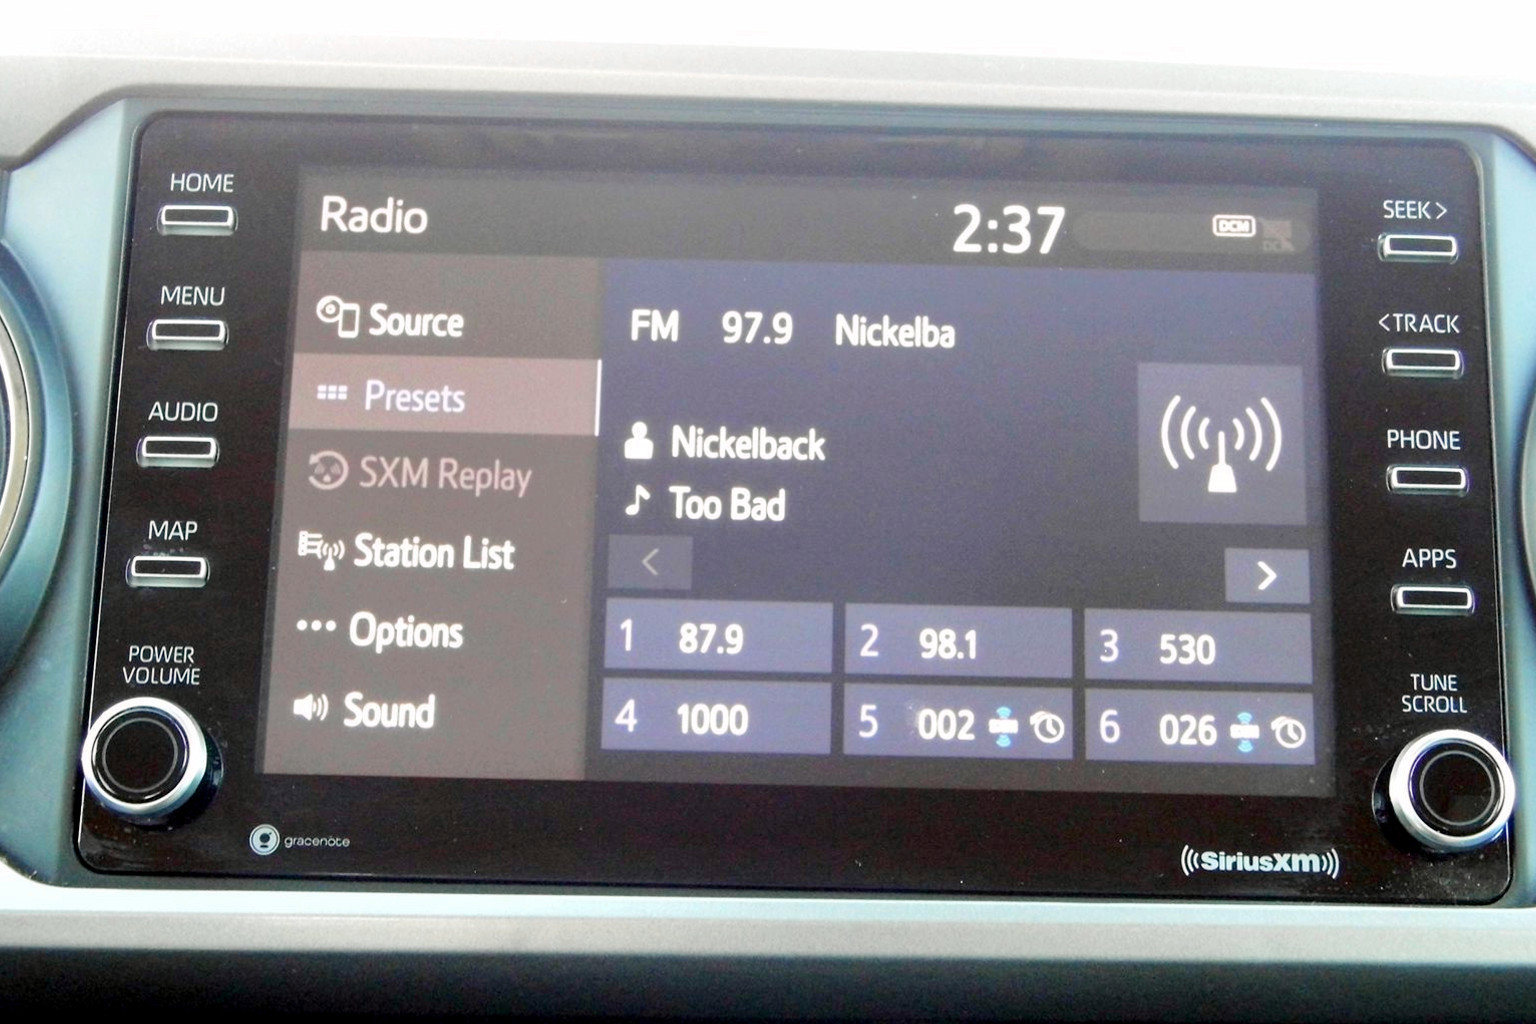 HOME
MENU
AUDIO
MAP
POWER
VOLUME
Radio
2:37
DCM
Source
Presets
SXM Replay
Station List
Options
Sound
FM 97.9 Nickelba
Nickelback
Too Bad
<
>
1 87.9
2 98.1
3 530
4 1000
5 002
6 026
SEEK>
<TRACK
PHONE
APPS
TUNE
SCROLL
gracenote
SiriusXM